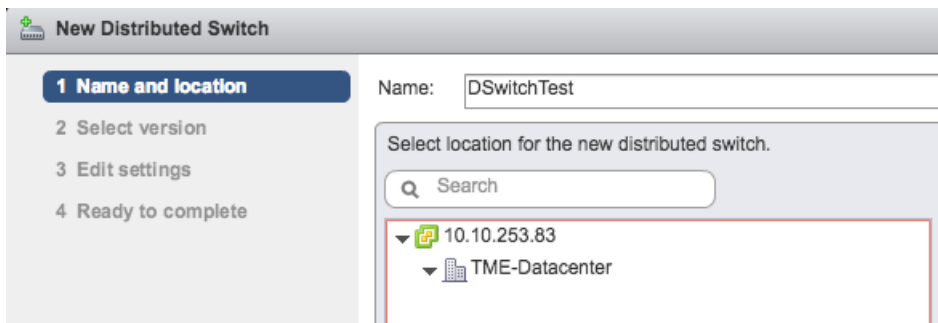 New Distributed Switch
1 Name and location
2 Select version
3 Edit settings
4 Ready to complete
Name: DSwitchTest
Select location for the new distributed switch.
Search
10.10.253.83
TME-Datacenter